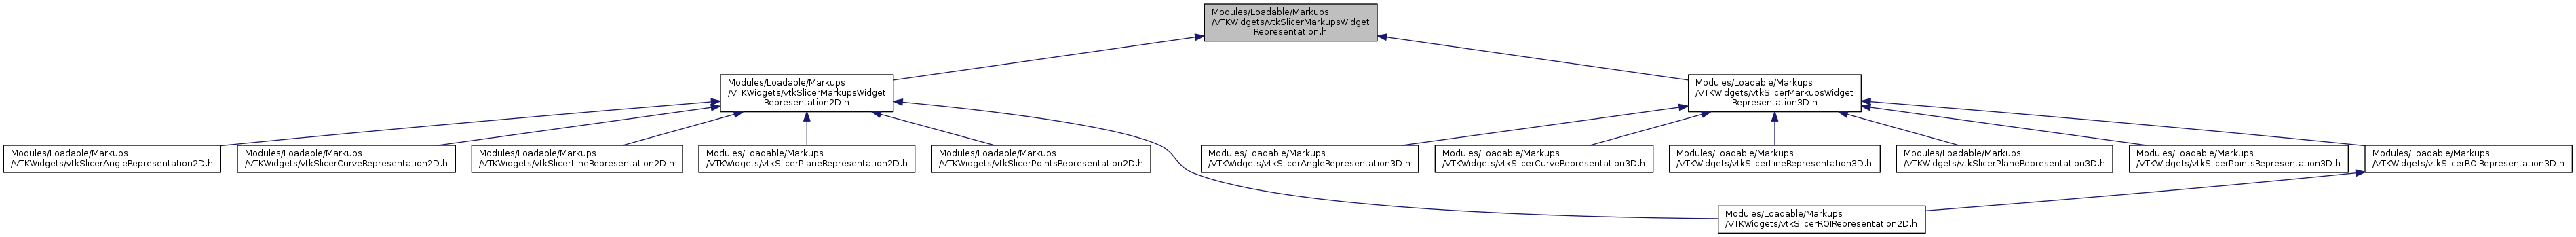 Modules/Loadable/Markups
/VTKWidgets/vtkSlicerMarkupsWidget
Representation.h
Modules/Loadable/Markups
/VTKWidgets/vtkSlicerMarkupsWidget
Representation2D.h
Modules/Loadable/Markups
/VTKWidgets/vtkSlicerMarkupsWidget
Representation3D.h
Modules/Loadable/Markups
/VTKWidgets/vtkSlicerAngleRepresentation2D.h
Modules/Loadable/Markups
/VTKWidgets/vtkSlicerCurveRepresentation2D.h
Modules/Loadable/Markups
/VTKWidgets/vtkSlicerLineRepresentation2D.h
Modules/Loadable/Markups
/VTKWidgets/vtkSlicerPlaneRepresentation2D.h
Modules/Loadable/Markups
/VTKWidgets/vtkSlicerPointsRepresentation2D.h
Modules/Loadable/Markups
/VTKWidgets/vtkSlicerAngleRepresentation3D.h
Modules/Loadable/Markups
/VTKWidgets/vtkSlicerCurveRepresentation3D.h
Modules/Loadable/Markups
/VTKWidgets/vtkSlicerLineRepresentation3D.h
Modules/Loadable/Markups
/VTKWidgets/vtkSlicerPlaneRepresentation3D.h
Modules/Loadable/Markups
/VTKWidgets/vtkSlicerPointsRepresentation3D.h
Modules/Loadable/Markups
/VTKWidgets/vtkSlicerROIRepresentation3D.h
Modules/Loadable/Markups
/VTKWidgets/vtkSlicerROIRepresentation2D.h